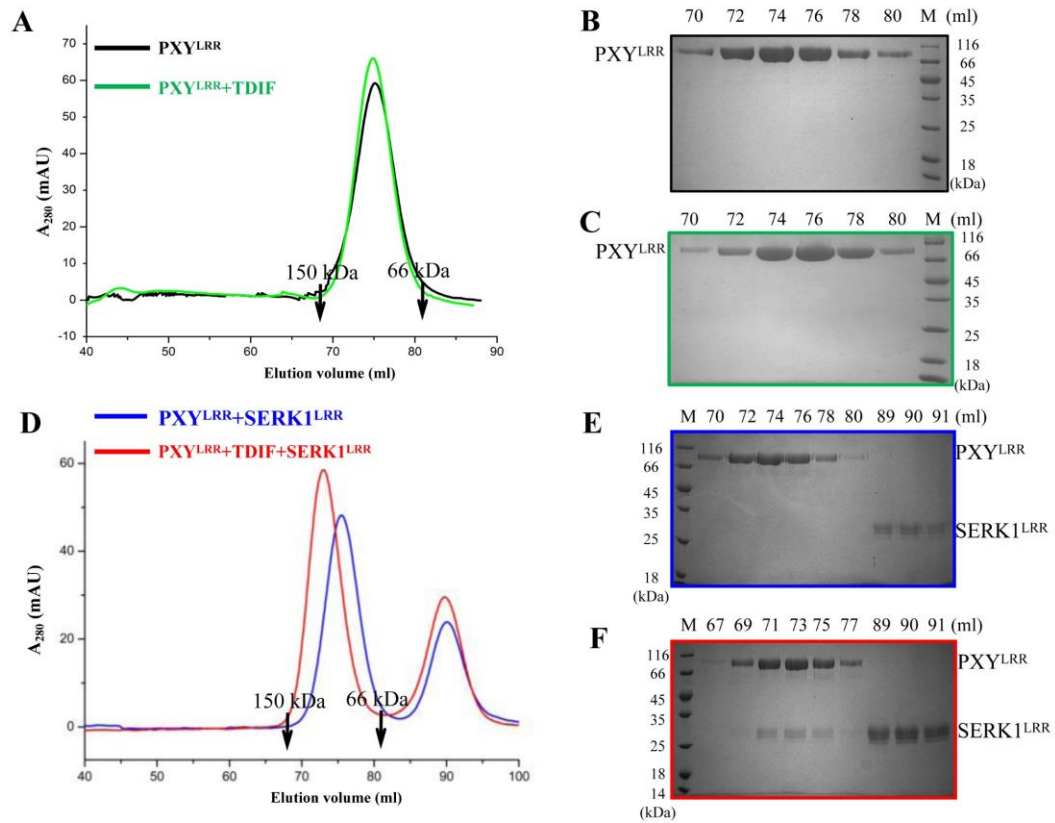 A
PXY^LRR
PXY^LRR+TDIF
A280 (mAU)
70
60
50
40
30
20
10
0
-10
150 kDa
66 kDa
40 50 60 70 80 90
Elution volume (ml)
B
70 72 74 76 78 80 M (ml)
PXY^LRR
116
66
45
35
25
18
(kDa)
C
70 72 74 76 78 80 M (ml)
PXY^LRR
116
66
45
35
25
18
(kDa)
D
PXY^LRR+SERK1^LRR
PXY^LRR+TDIF+SERK1^LRR
A280 (mAU)
60
40
20
0
150 kDa
66 kDa
40 50 60 70 80 90 100
Elution volume (ml)
E
M 70 72 74 76 78 80 89 90 91 (ml)
116
66
45
35
25
18
(kDa)
PXY^LRR
SERK1^LRR
F
M 67 69 71 73 75 77 89 90 91 (ml)
116
66
45
35
25
18
14
(kDa)
PXY^LRR
SERK1^LRR